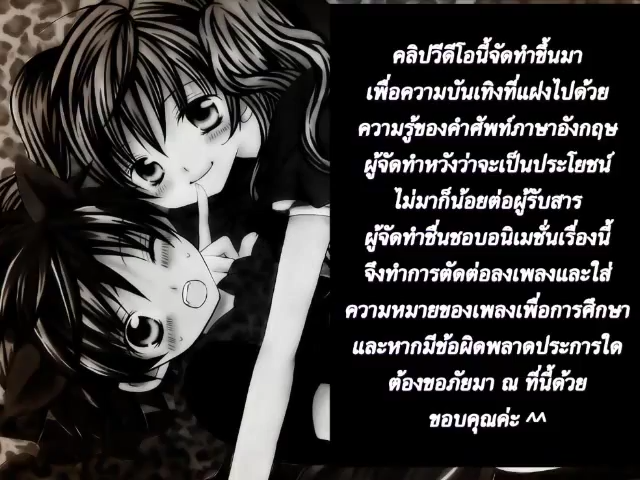 คลิปวีดีโอนี้จัดทำขึ้นมา
เพื่อความบันเทิงที่แฝงไปด้วย
ความรู้ของคำศัพท์ภาษาอังกฤษ
ผู้จัดทำหวังว่าจะเป็นประโยชน์
ไม่มาก็น้อยต่อผู้รับสาร
ผู้จัดทำชื่นชอบอนิเมชั่นเรื่องนี้
จึงทำการตัดต่อลงเพลงและใส่
ความหมายของเพลงเพื่อการศึกษา
และหากมีข้อผิดพลาดประการใด
ต้องขอภัยมา ณ ที่นี้ด้วย
ขอบคุณค่ะ ^^